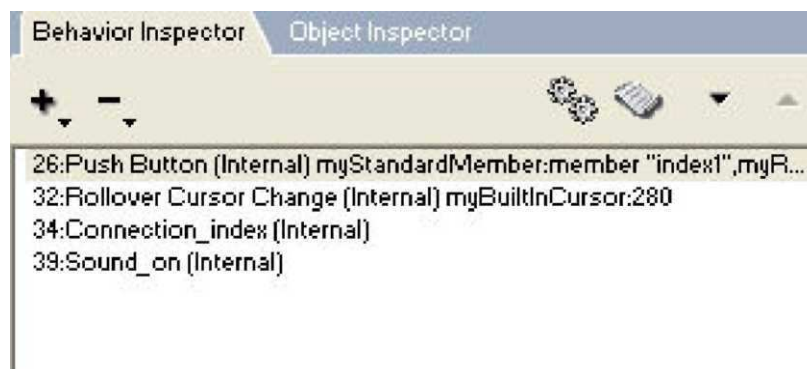 Behavior Inspector Object Inspector
26:Push Button (Internal) myStandardMember:member "index1",myR...
32:Rollover Cursor Change (Internal) myBuiltInCursor:280
34:Connection_index (Internal)
39:Sound_on (Internal)